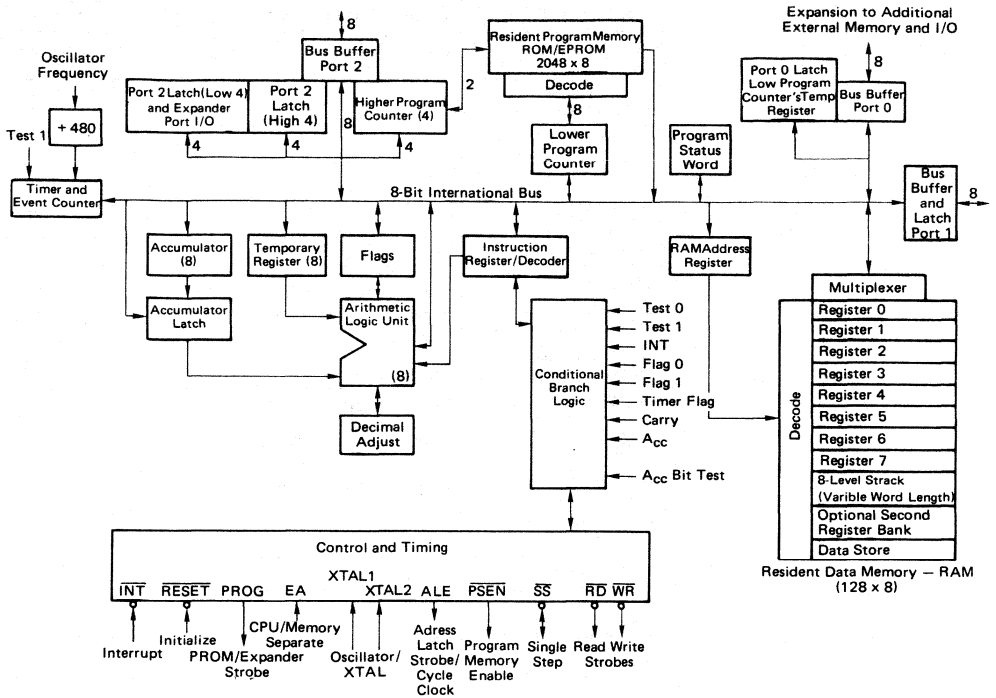 Oscillator
Frequency
+ 480
Test 1
Timer and
Event Counter
8
Bus Buffer
Port 2
Port 2 Latch(Low 4)
and Expander
Port I/O
Port 2
Latch
(High 4)
Higher Program
Counter (4)
4
4
8
4
2
Resident Program Memory
ROM/EPROM
2048 x 8
Decode
8
Lower
Program
Counter
Program
Status
Word
Expansion to Additional
External Memory and I/O
8
Port 0 Latch
Low Program
Counter'sTemp
Register
Bus Buffer
Port 0
8-Bit International Bus
Bus
Buffer
and
Latch
Port 1
8
Accumulator
(8)
Temporary
Register (8)
Flags
Instruction
Register/Decoder
RAMAddress
Register
Accumulator
Latch
Arithmetic
Logic Unit
(8)
Decimal
Adjust
Conditional
Branch
Logic
Test 0
Test 1
INT
Flag 0
Flag 1
Timer Flag
Carry
ACC
ACC Bit Test
Multiplexer
Decode
Register 0
Register 1
Register 2
Register 3
Register 4
Register 5
Register 6
Register 7
8-Level Strack
(Varible Word Length)
Optional Second
Register Bank
Data Store
Resident Data Memory — RAM
(128 x 8)
Control and Timing
XTAL1
INT RESET PROG EA XTAL2 ALE PSEN SS RD WR
Interrupt
Initialize
PROM/Expander
Strobe
CPU/Memory
Separate
Oscillator/
XTAL
Adress
Latch
Strobe/
Cycle
Clock
Program
Memory
Enable
Single
Step
Read Write
Strobes